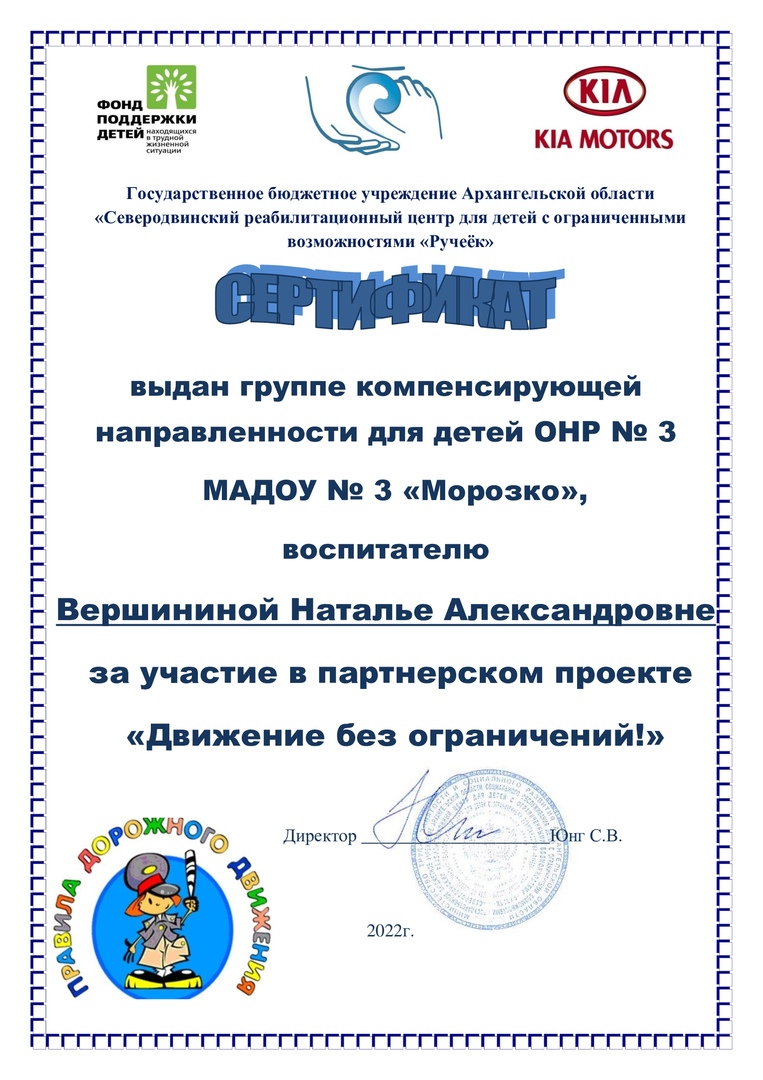 ФОНД
ПОДДЕРЖКИ
ДЕТЕЙ находящихся
в трудной
жизненной
ситуации
KIA
KIA MOTORS
Государственное бюджетное учреждение Архангельской области
«Северодвинский реабилитационный центр для детей с ограниченными
возможностями «Ручеёк»
СЕРТИФИКАТ
выдан группе компенсирующей
направленности для детей ОНР № 3
МАДОУ № 3 «Морозко»,
воспитателю
Вершининой Наталье Александровне
за участие в партнерском проекте
«Движение без ограничений!»
Директор Юнг С.В.
2022г.
ПРАВИЛА ДОРОЖНОГО ДВИЖЕНИЯ